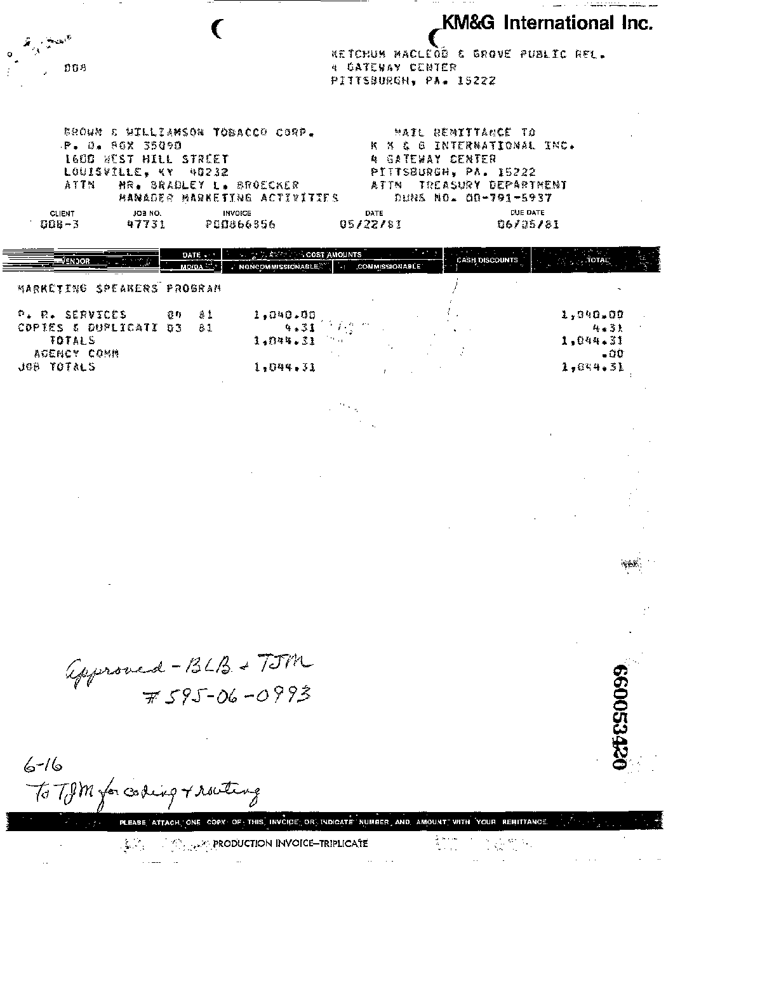 KM&G International Inc.
KETCHUM MACLEOD & GROVE PUBLIC REL.
008
4 GATEWAY CENTER
PITTSBURGH, PA. 15222
BROWN & WILLIAMSON TOBACCO CORP.
P. O. BOX 35090
1600 WEST HILL STREET
LOUISVILLE, KY 40232
ATTN MR. BRADLEY L. BROECKER
MANAGER MARKETING ACTIVITIES
MAIL REMITTANCE TO
K M & G INTERNATIONAL INC.
4 GATEWAY CENTER
PITTSBURGH, PA. 15222
ATTN TREASURY DEPARTMENT
DUNS NO. 00-791-5937
CLIENT JOB NO. INVOICE DATE DUE DATE
008-3 47731 P00866356 05/22/81 06/05/81
VENDOR DATE COST AMOUNTS CASH DISCOUNTS TOTAL
MO/DA NONCOMMISSIONABLE COMMISSIONABLE
MARKETING SPEAKERS PROGRAM
P. R. SERVICES 04 81 1,040.00 1,040.00
COPIES & DUPLICATI 03 81 4.31 4.31
TOTALS 1,044.31 1,044.31
AGENCY COMM .00
JOB TOTALS 1,044.31 1,044.31
Approved - BLB + TJM
# 595-06-0993
660053420
6-16
To TJM for coding + routing
PLEASE ATTACH ONE COPY OF THIS INVOICE OR INDICATE NUMBER AND AMOUNT WITH YOUR REMITTANCE
PRODUCTION INVOICE—TRIPLICATE